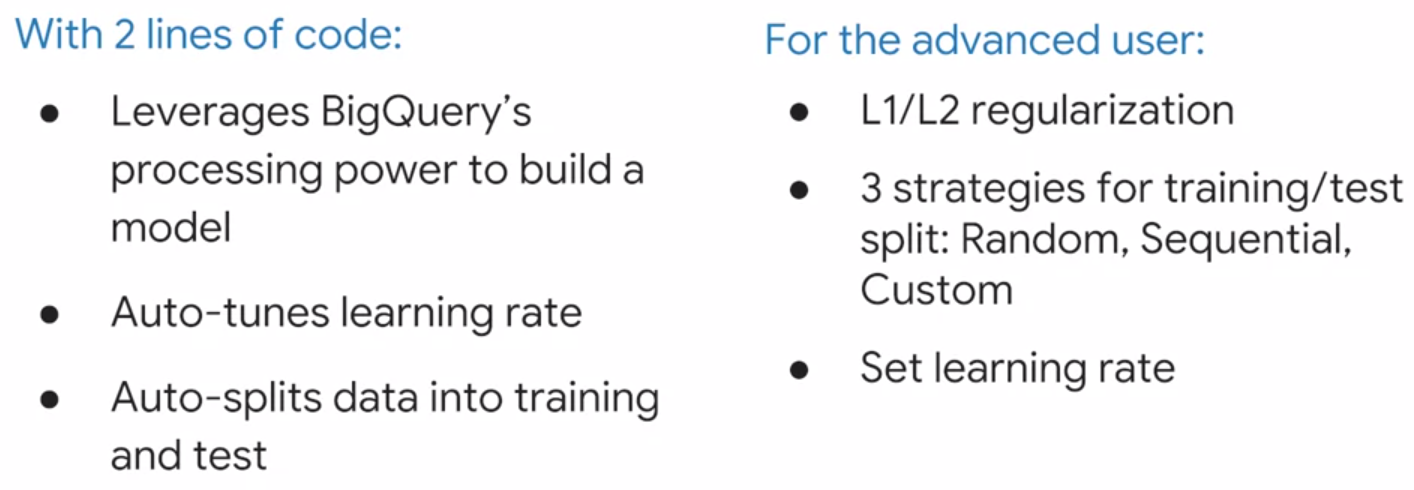 With 2 lines of code:
● Leverages BigQuery’s
processing power to build a
model
● Auto-tunes learning rate
● Auto-splits data into training
and test
For the advanced user:
● L1/L2 regularization
● 3 strategies for training/test
split: Random, Sequential,
Custom
● Set learning rate